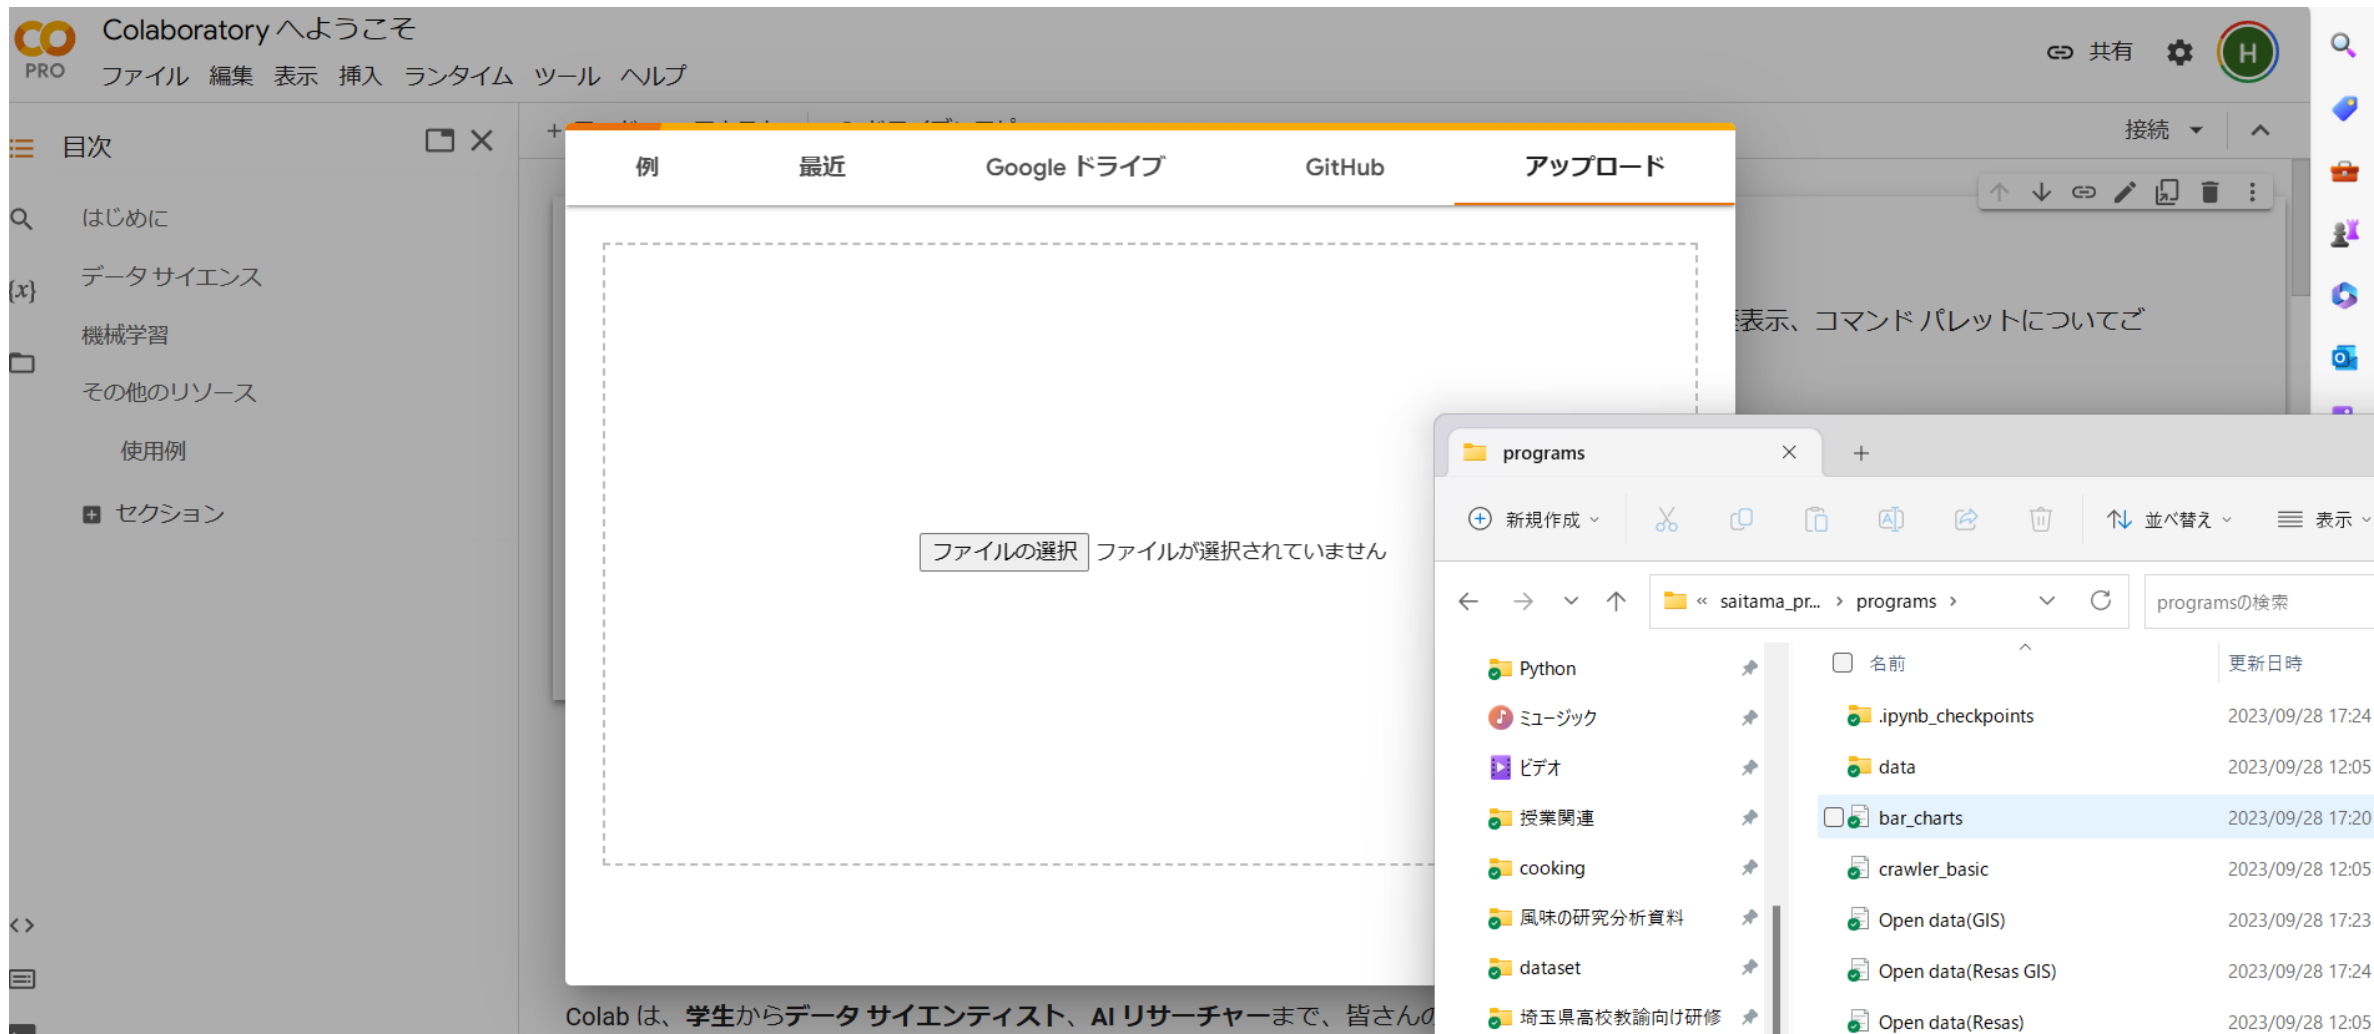 Colaboratory へようこそ
PRO
ファイル 編集 表示 挿入 ランタイム ツール ヘルプ
共有
H
目次
接続
はじめに
データ サイエンス
機械学習
その他のリソース
使用例
セクション
{x}
例 最近 Google ドライブ GitHub アップロード
表示、コマンド パレットについてご
ファイルの選択 ファイルが選択されていません
Colab は、学生からデータ サイエンティスト、AI リサーチャーまで、皆さんの
programs
新規作成
並べ替え
表示
« saitama_pr... › programs ›
programsの検索
Python
ミュージック
ビデオ
授業関連
cooking
風味の研究分析資料
dataset
埼玉県高校教諭向け研修
名前 更新日時
.ipynb_checkpoints 2023/09/28 17:24
data 2023/09/28 12:05
bar_charts 2023/09/28 17:20
crawler_basic 2023/09/28 12:05
Open data(GIS) 2023/09/28 17:23
Open data(Resas GIS) 2023/09/28 17:24
Open data(Resas) 2023/09/28 12:05